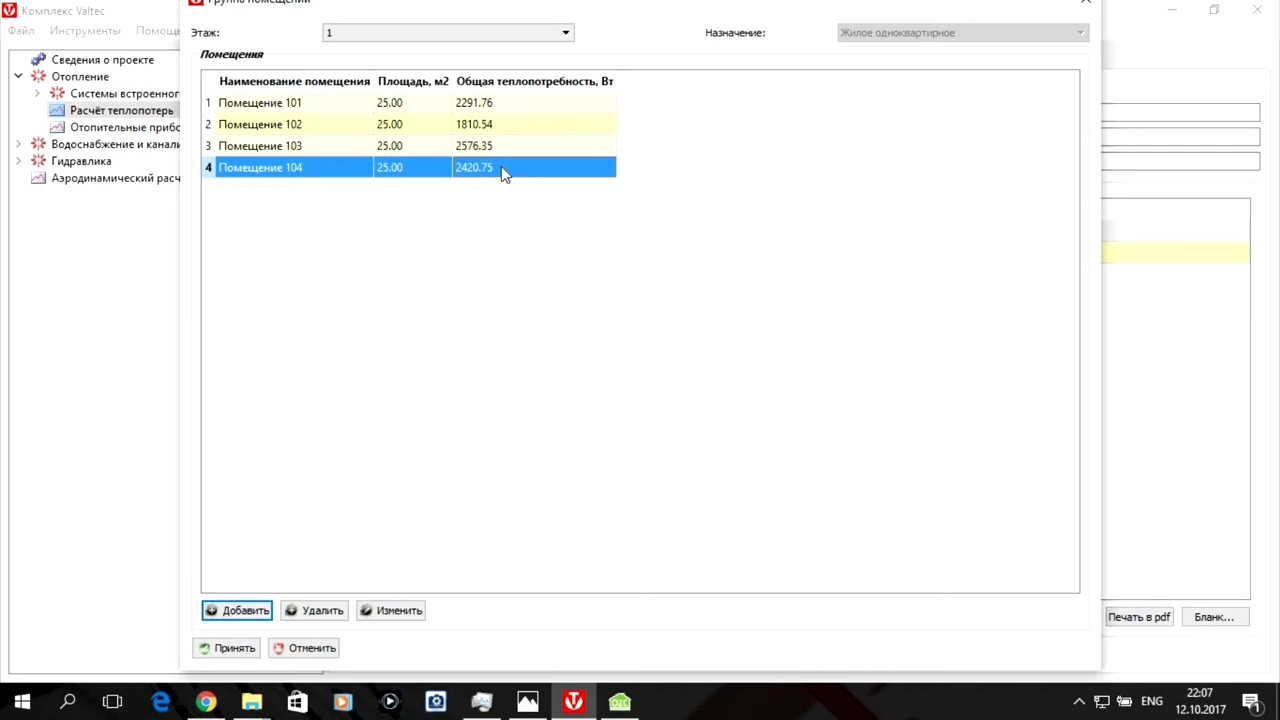 Комплекс Valtec
Файл Инструменты Помощь
Сведения о проекте
Отопление
Системы встроенног
Расчёт теплопотерь
Отопительные прибо
Водоснабжение и канали
Гидравлика
Аэродинамический расч
Группа помещений
Этаж: 1 Назначение: Жилое одноквартирное
Помещения
Наименование помещения Площадь, м2 Общая теплопотребность, Вт
1 Помещение 101 25.00 2291.76
2 Помещение 102 25.00 1810.54
3 Помещение 103 25.00 2576.35
4 Помещение 104 25.00 2420.75
Добавить Удалить Изменить
Принять Отменить
Печать в pdf Бланк...
OZC
ENG 22:07
12.10.2017
1